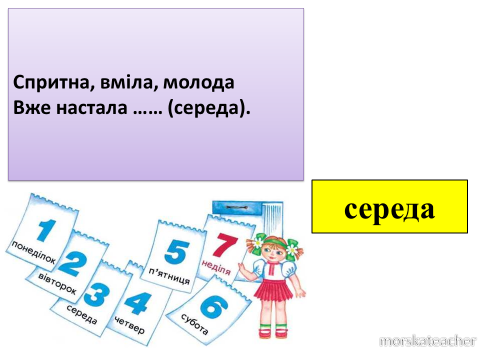 Спритна, вміла, молода
Вже настала …… (середа).
середа
1
понеділок
2
вівторок
3
середа
4
четвер
5
п'ятниця
6
субота
7
неділя
morskateacher